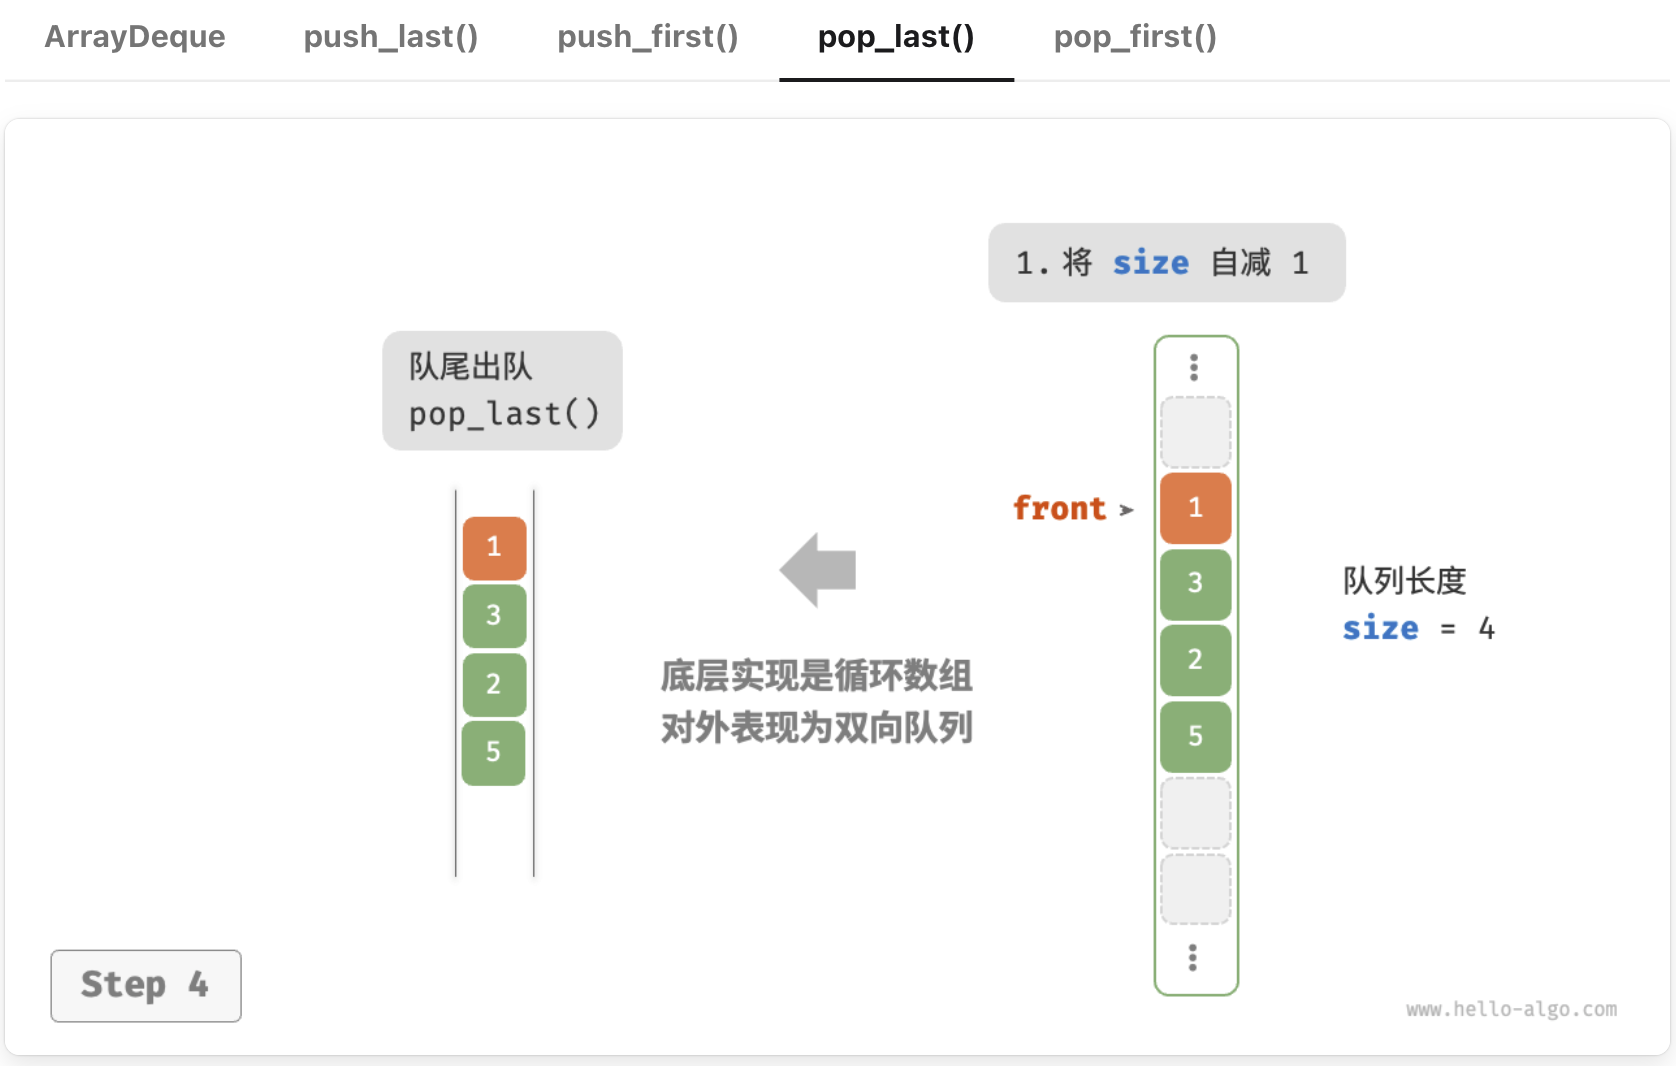 ArrayDeque push_last() push_first() pop_last() pop_first()
1. 将 size 自减 1
队尾出队
pop_last()
1
3
2
5
底层实现是循环数组
对外表现为双向队列
front ➤ 1
3
2
5
队列长度
size = 4
Step 4
www.hello-algo.com